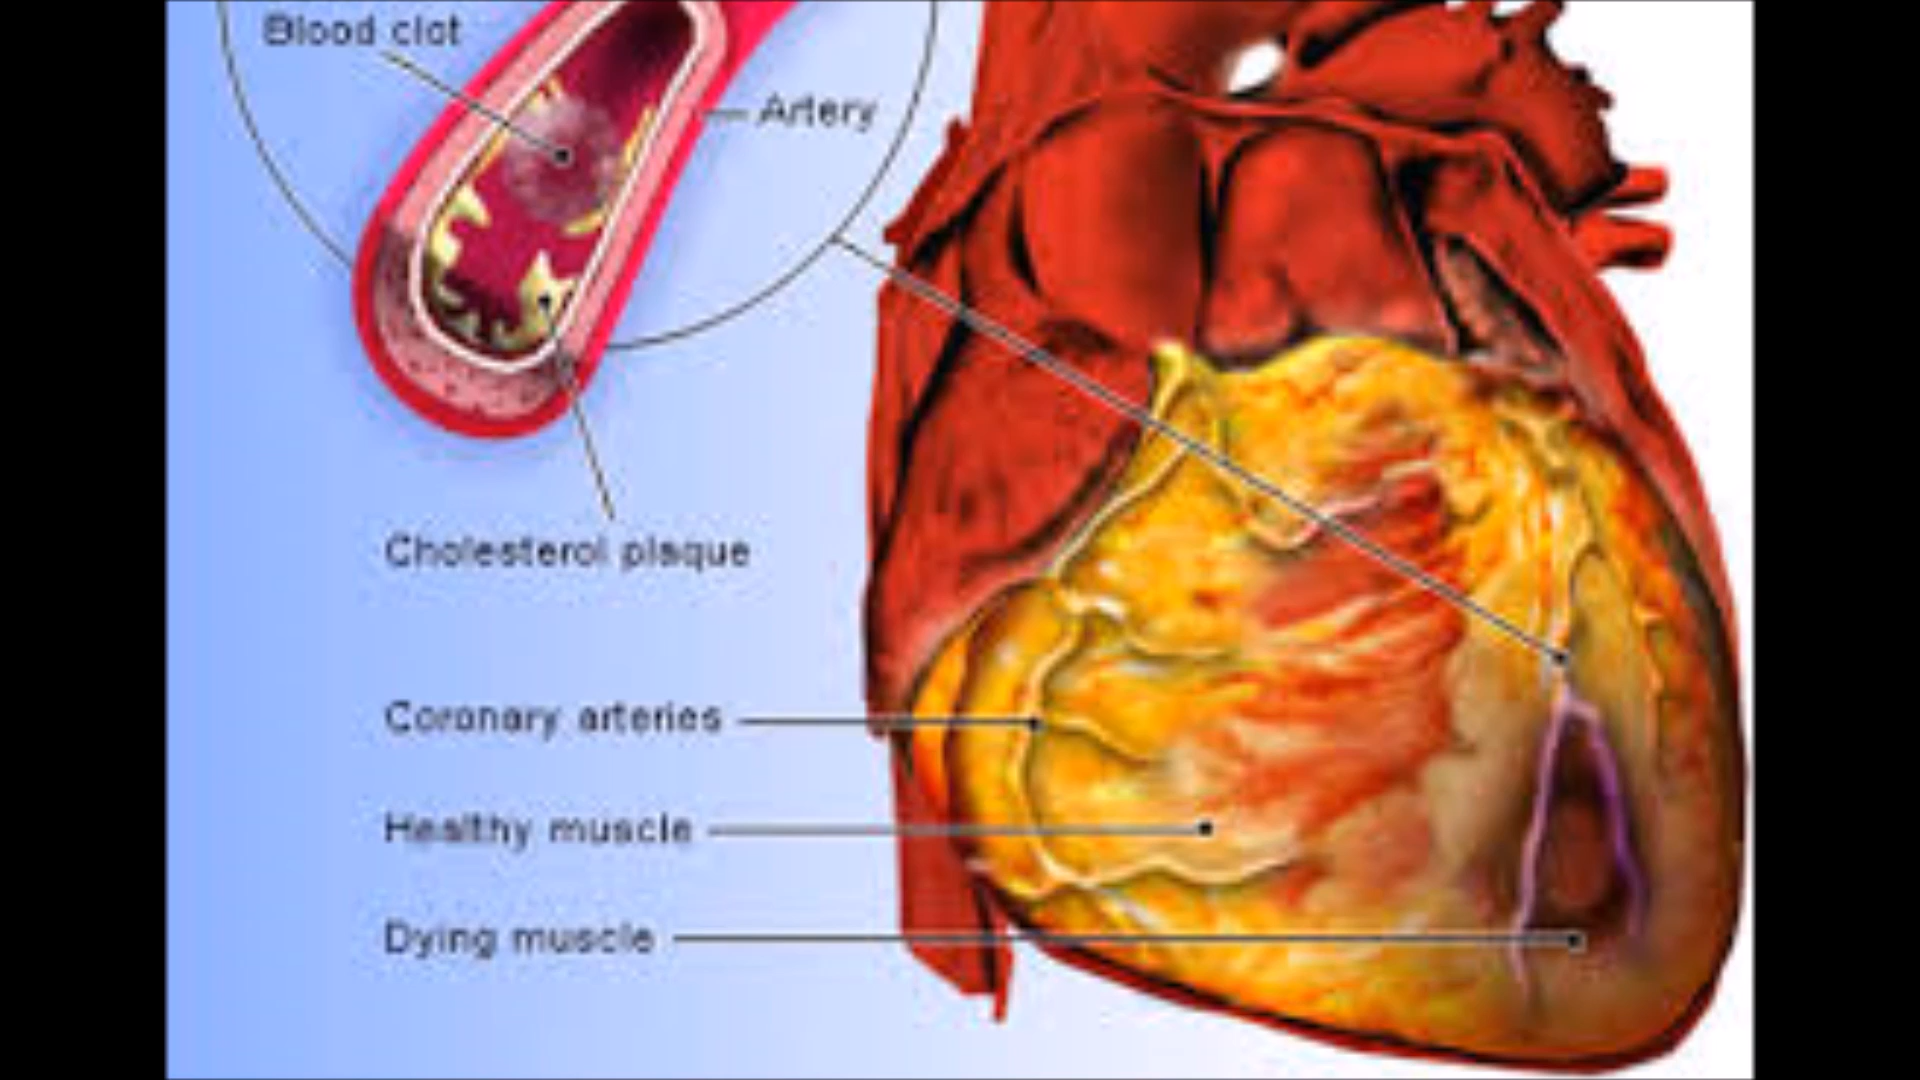 Blood clot
Artery
Cholesterol plaque
Coronary arteries
Healthy muscle
Dying muscle